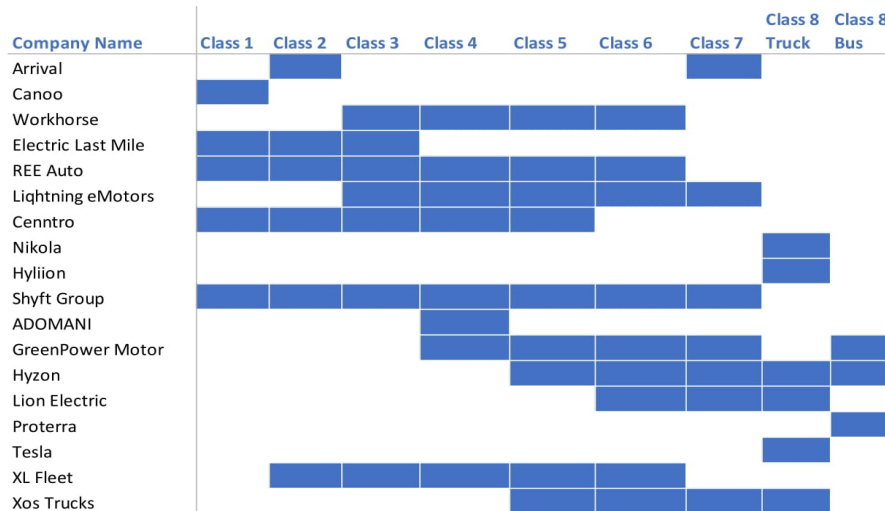 Class 8 Class 8
Company Name Class 1 Class 2 Class 3 Class 4 Class 5 Class 6 Class 7 Truck Bus
Arrival
Canoo
Workhorse
Electric Last Mile
REE Auto
Liqhtning eMotors
Cenntro
Nikola
Hyliion
Shyft Group
ADOMANI
GreenPower Motor
Hyzon
Lion Electric
Proterra
Tesla
XL Fleet
Xos Trucks